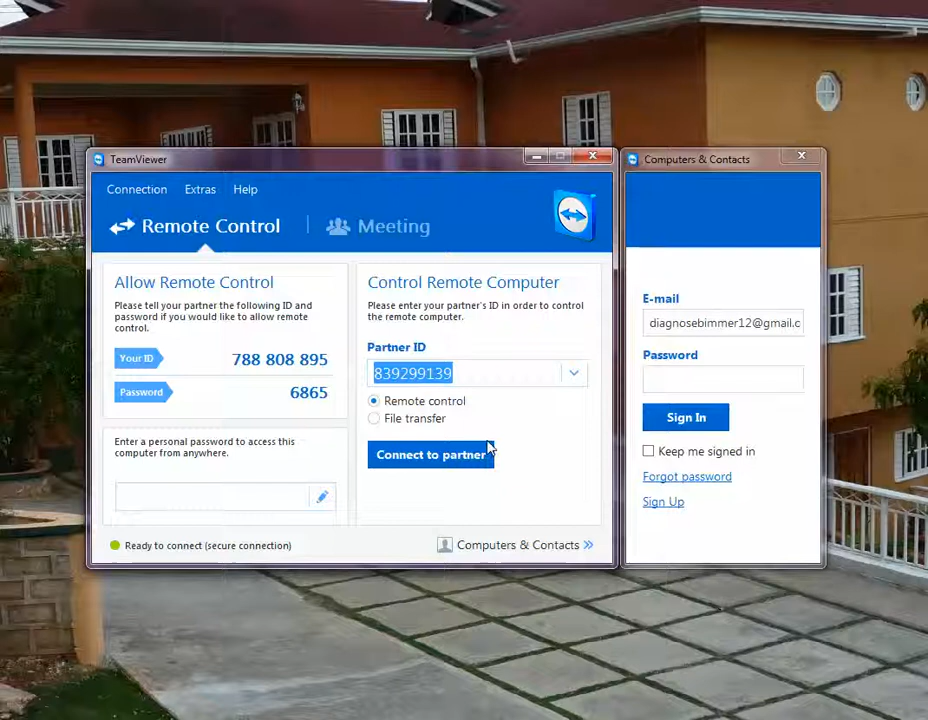 TeamViewer
Connection Extras Help
Remote Control Meeting
Allow Remote Control
Please tell your partner the following ID and
password if you would like to allow remote
control.
Your ID 788 808 895
Password 6865
Enter a personal password to access this
computer from anywhere.
Control Remote Computer
Please enter your partner's ID in order to control
the remote computer.
Partner ID
839299139
Remote control
File transfer
Connect to partner
Ready to connect (secure connection)
Computers & Contacts
Computers & Contacts
E-mail
diagnosebimmer12@gmail.c
Password
Sign In
Keep me signed in
Forgot password
Sign Up